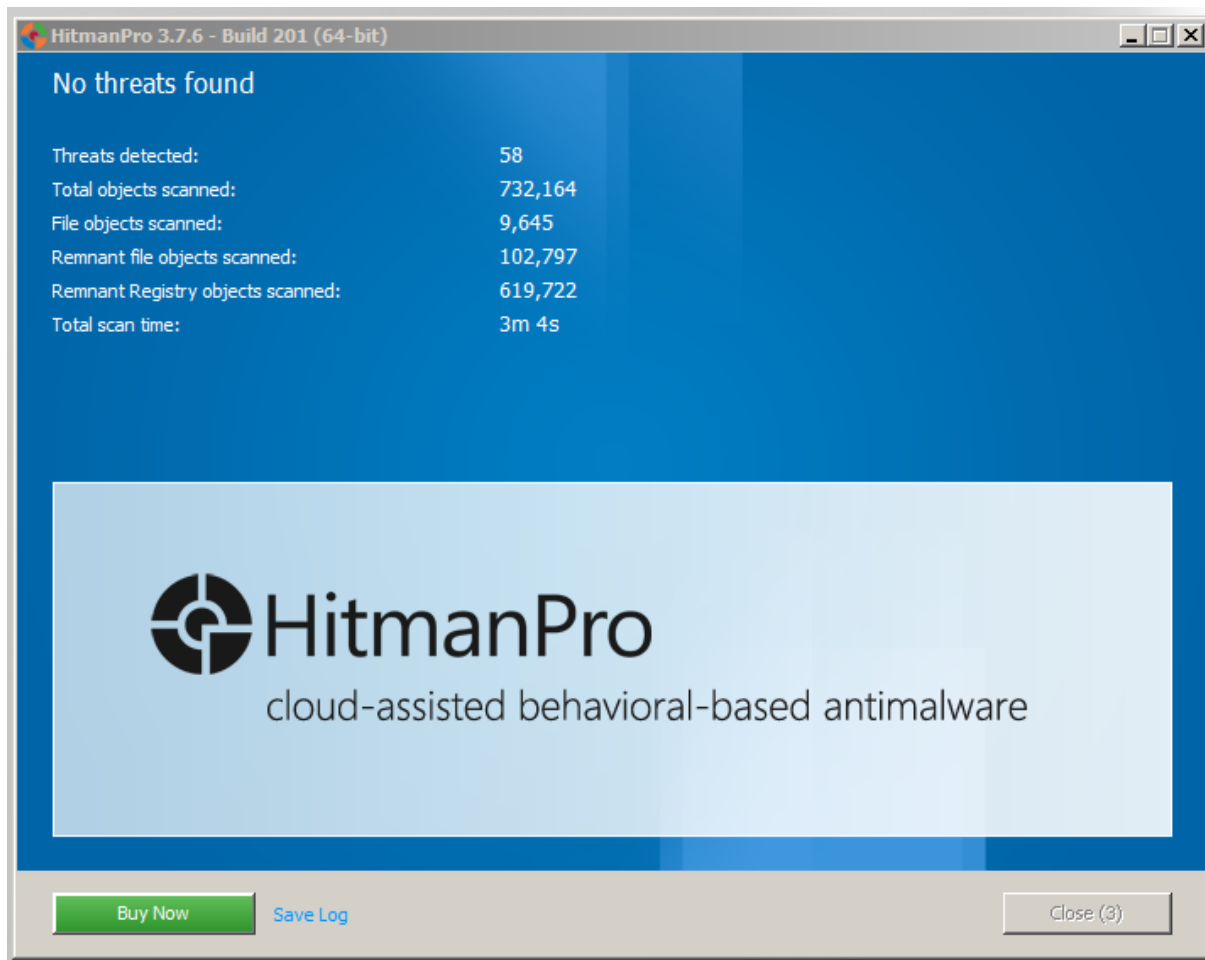 HitmanPro 3.7.6 - Build 201 (64-bit)
No threats found
Threats detected: 58
Total objects scanned: 732,164
File objects scanned: 9,645
Remnant file objects scanned: 102,797
Remnant Registry objects scanned: 619,722
Total scan time: 3m 4s
HitmanPro
cloud-assisted behavioral-based antimalware
Buy Now Save Log Close (3)